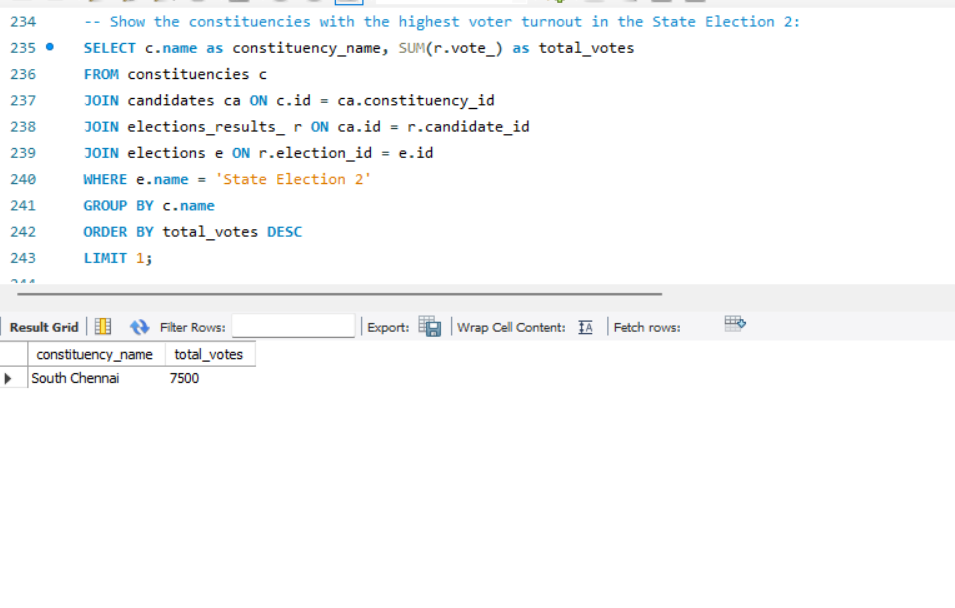 234 -- Show the constituencies with the highest voter turnout in the State Election 2:
235 SELECT c.name as constituency_name, SUM(r.vote_) as total_votes
236 FROM constituencies c
237 JOIN candidates ca ON c.id = ca.constituency_id
238 JOIN elections_results_ r ON ca.id = r.candidate_id
239 JOIN elections e ON r.election_id = e.id
240 WHERE e.name = 'State Election 2'
241 GROUP BY c.name
242 ORDER BY total_votes DESC
243 LIMIT 1;
Result Grid Filter Rows: Export: Wrap Cell Content: IA Fetch rows:
constituency_name total_votes
South Chennai 7500